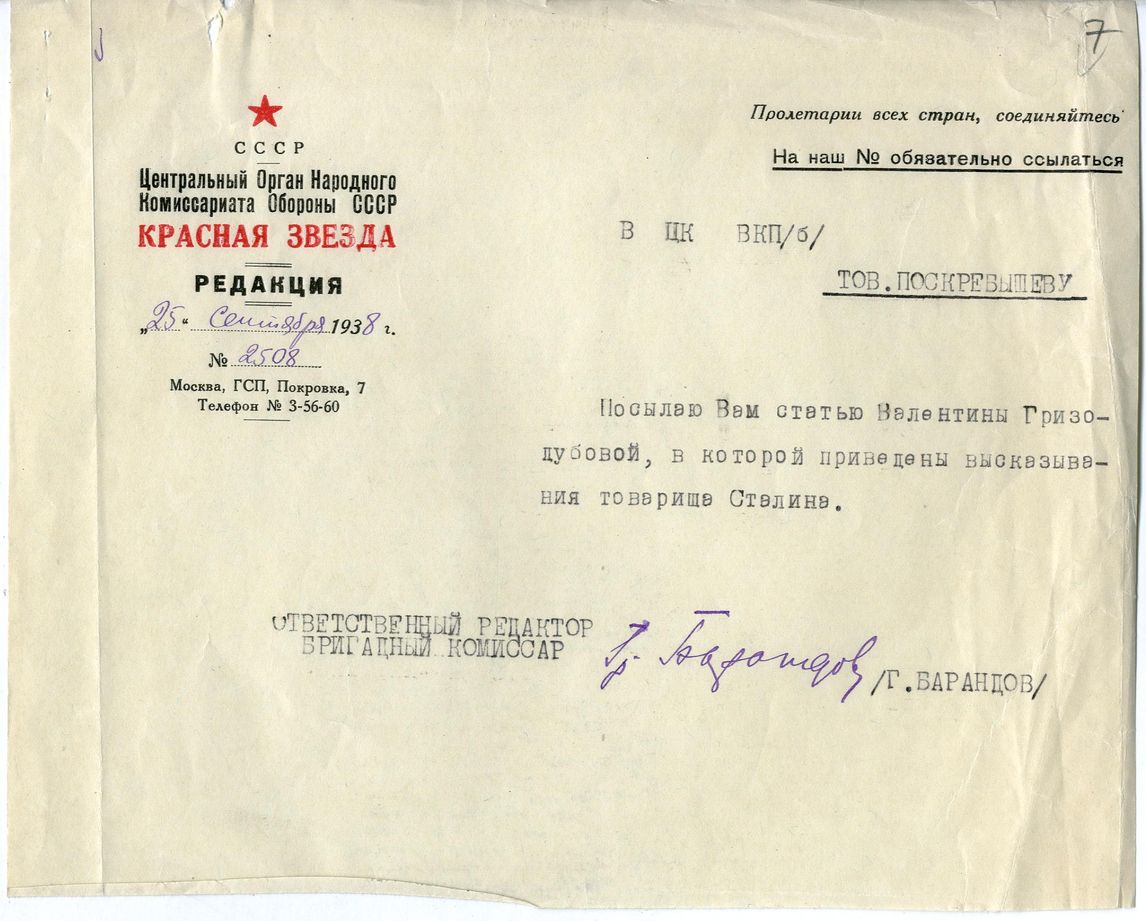 7
СССР
Центральный Орган Народного
Комиссариата Обороны СССР
КРАСНАЯ ЗВЕЗДА
РЕДАКЦИЯ
„25“ Сентября 1938 г.
№ 2508
Москва, ГСП, Покровка, 7
Телефон № 3-56-60
Пролетарии всех стран, соединяйтесь
На наш № обязательно ссылаться
В ЦК ВКП/б/
ТОВ.ПОСКРЕБЫШЕВУ
Посылаю Вам статью Валентины Гризо-
дубовой, в которой приведены высказыва-
ния товарища Сталина.
ОТВЕТСТВЕННЫЙ РЕДАКТОР
БРИГАДНЫЙ КОМИССАР
Гр. Барандов /Г.БАРАНДОВ/